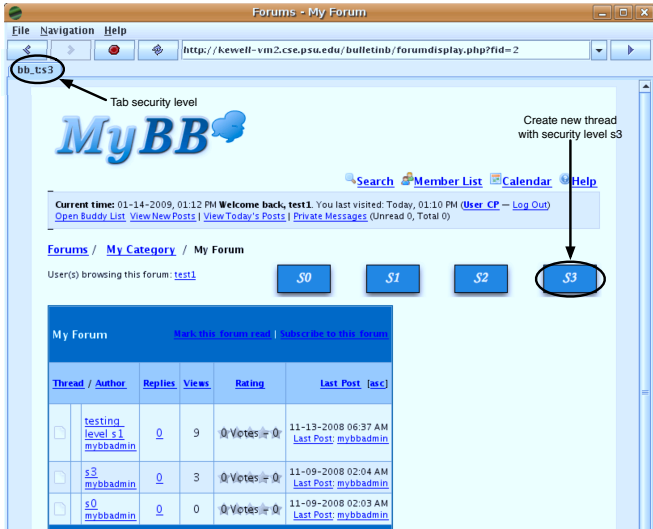 Forums - My Forum
File Navigation Help
http://kewell-vm2.cse.psu.edu/bulletinb/forumdisplay.php?fid=2
bb_t:s3
Tab security level
Create new thread
with security level s3
MyBB
Search Member List Calendar Help
Current time: 01-14-2009, 01:12 PM Welcome back, test1. You last visited: Today, 01:10 PM (User CP — Log Out)
Open Buddy List View New Posts | View Today's Posts | Private Messages (Unread 0, Total 0)
Forums / My Category / My Forum
User(s) browsing this forum: test1
S0 S1 S2 S3
My Forum Mark this forum read | Subscribe to this forum
Thread / Author Replies Views Rating Last Post [asc]
testing
level s1
mybbadmin
0 9 0 Votes - 0
11-13-2008 06:37 AM
Last Post: mybbadmin
s3
mybbadmin
0 3 0 Votes - 0
11-09-2008 02:04 AM
Last Post: mybbadmin
s0
mybbadmin
0 0 0 Votes - 0
11-09-2008 02:03 AM
Last Post: mybbadmin